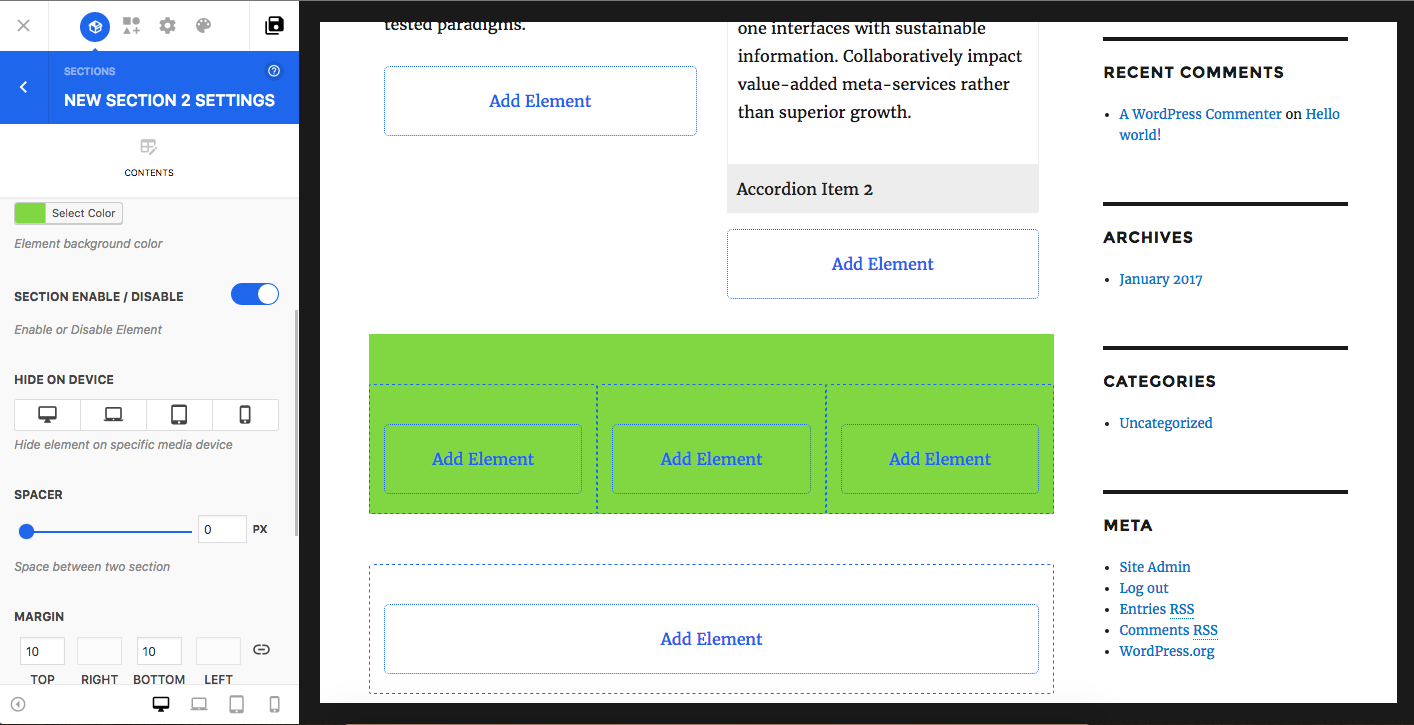 SECTIONS
NEW SECTION 2 SETTINGS
CONTENTS
Select Color
Element background color
SECTION ENABLE / DISABLE
Enable or Disable Element
HIDE ON DEVICE
Hide element on specific media device
SPACER
0 PX
Space between two section
MARGIN
10 10
TOP RIGHT BOTTOM LEFT
tested paradigms.
Add Element
one interfaces with sustainable
information. Collaboratively impact
value-added meta-services rather
than superior growth.
Accordion Item 2
Add Element
Add Element Add Element Add Element
Add Element
RECENT COMMENTS
A WordPress Commenter on Hello
world!
ARCHIVES
January 2017
CATEGORIES
Uncategorized
META
Site Admin
Log out
Entries RSS
Comments RSS
WordPress.org